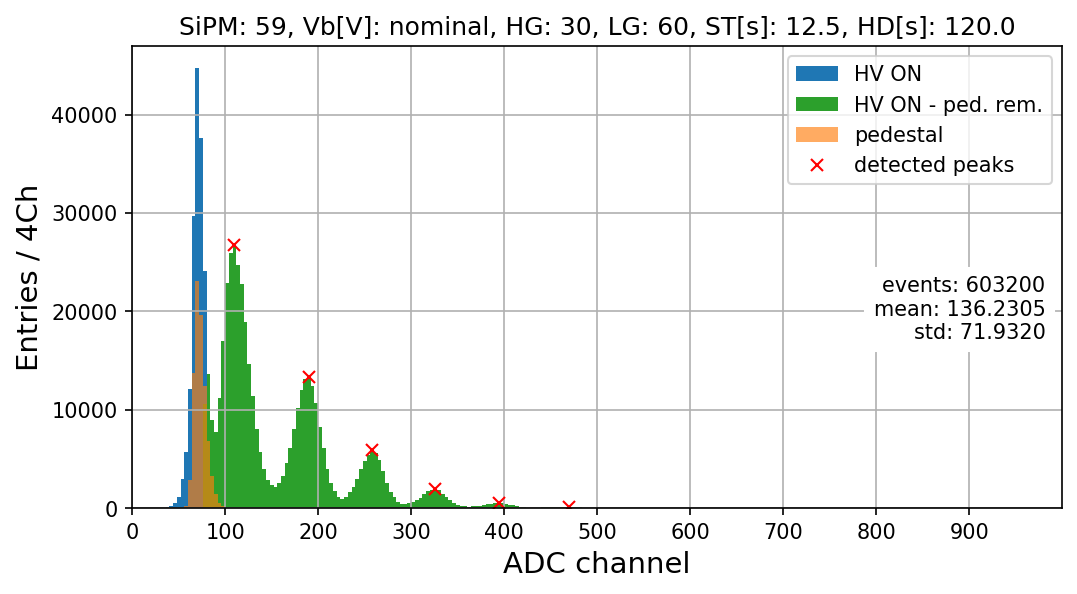 SiPM: 59, Vb[V]: nominal, HG: 30, LG: 60, ST[s]: 12.5, HD[s]: 120.0
HV ON
HV ON - ped. rem.
pedestal
detected peaks
events: 603200
mean: 136.2305
std: 71.9320
Entries / 4Ch
40000
30000
20000
10000
0
0 100 200 300 400 500 600 700 800 900
ADC channel